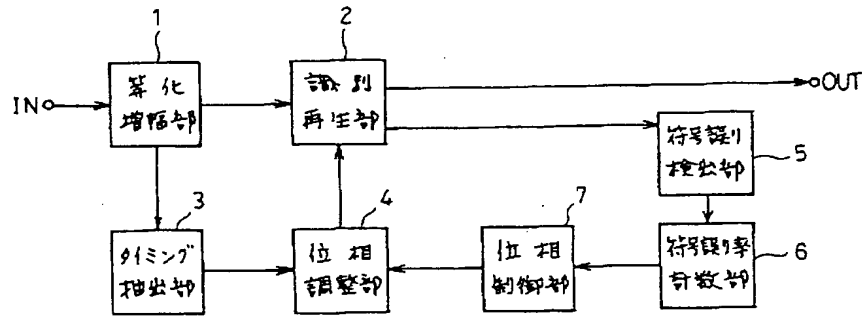 1
等化
増幅部
2
識別
再生部
IN
OUT
符号誤り
検出部
5
3
タイミング
抽出部
4
位相
調整部
7
位相
制御部
符号誤り率
計数部
6